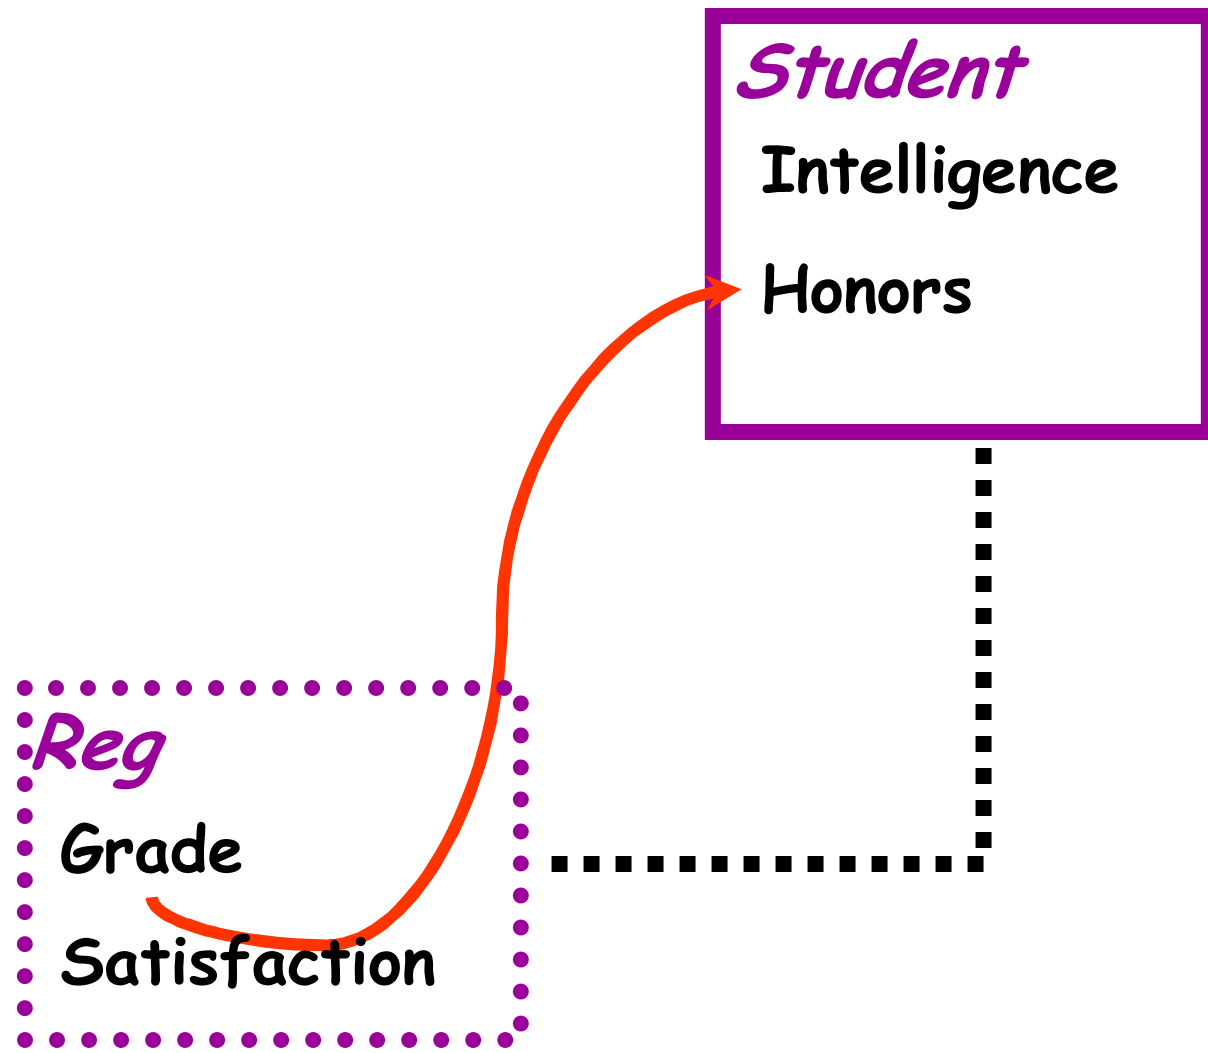 Student
Intelligence
Honors
Reg
Grade
Satisfaction